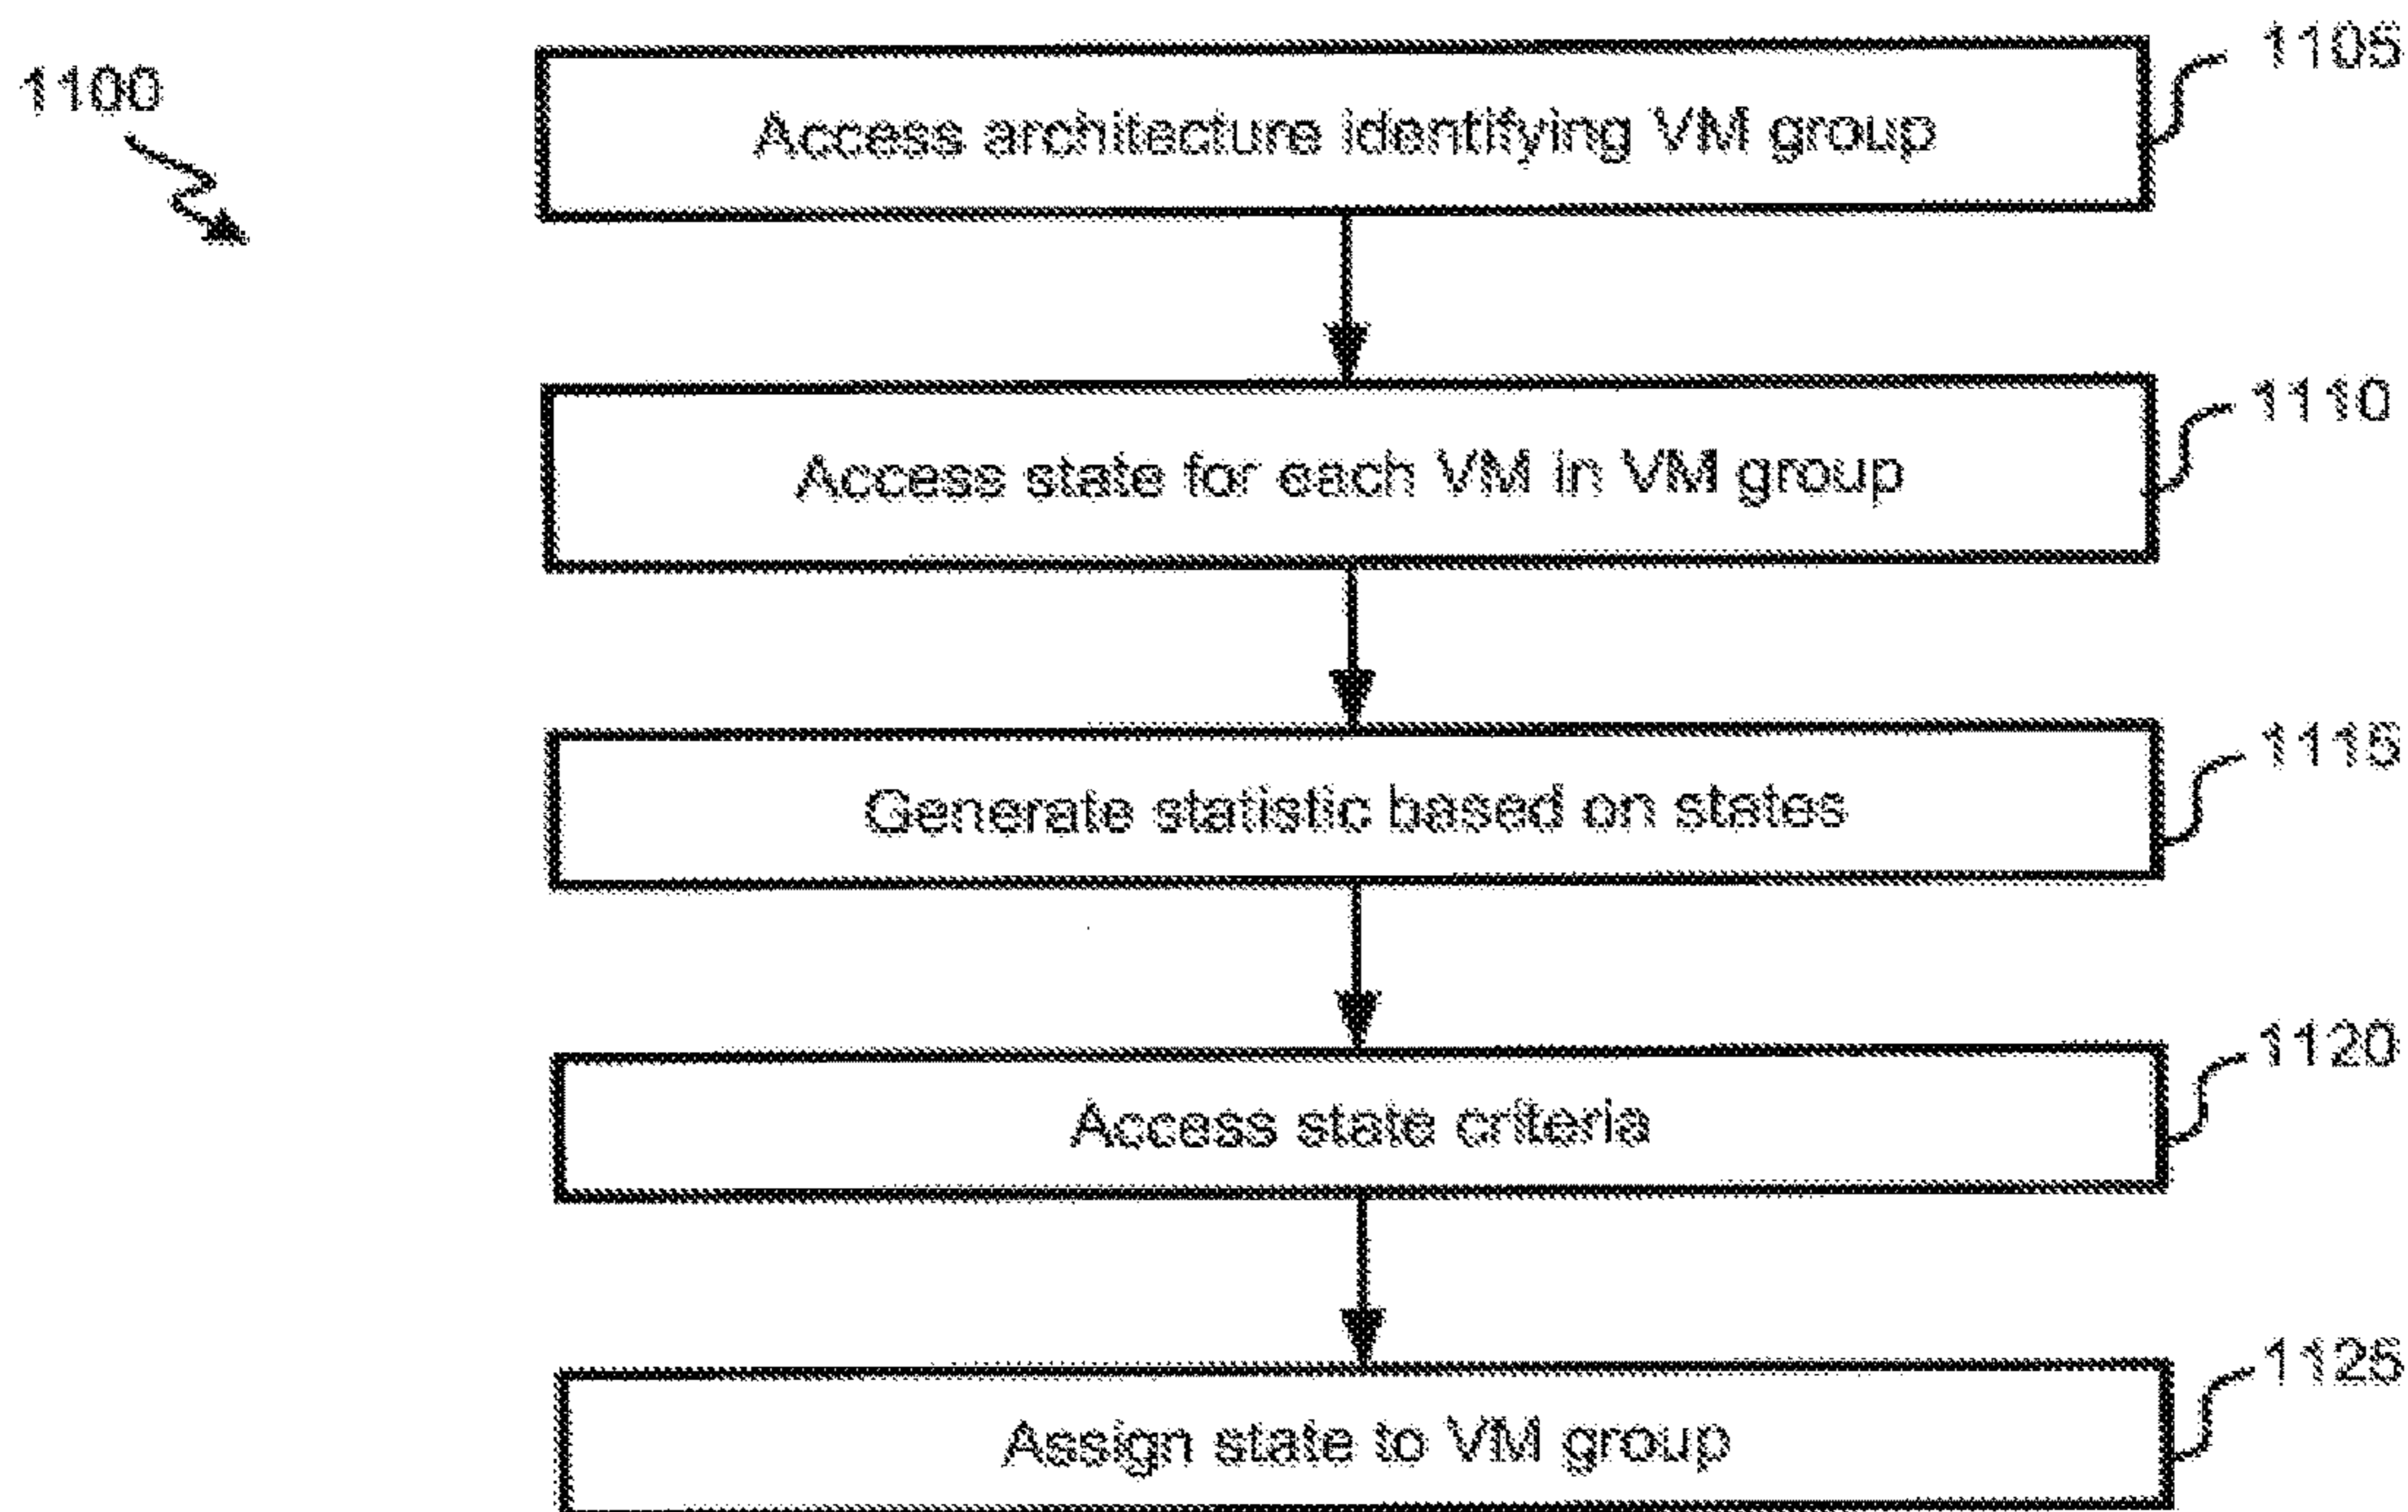 1100
1105
Access architecture identifying VM group
1110
Access state for each VM in VM group
1115
Generate statistic based on states
1120
Access state criteria
1125
Assign state to VM group